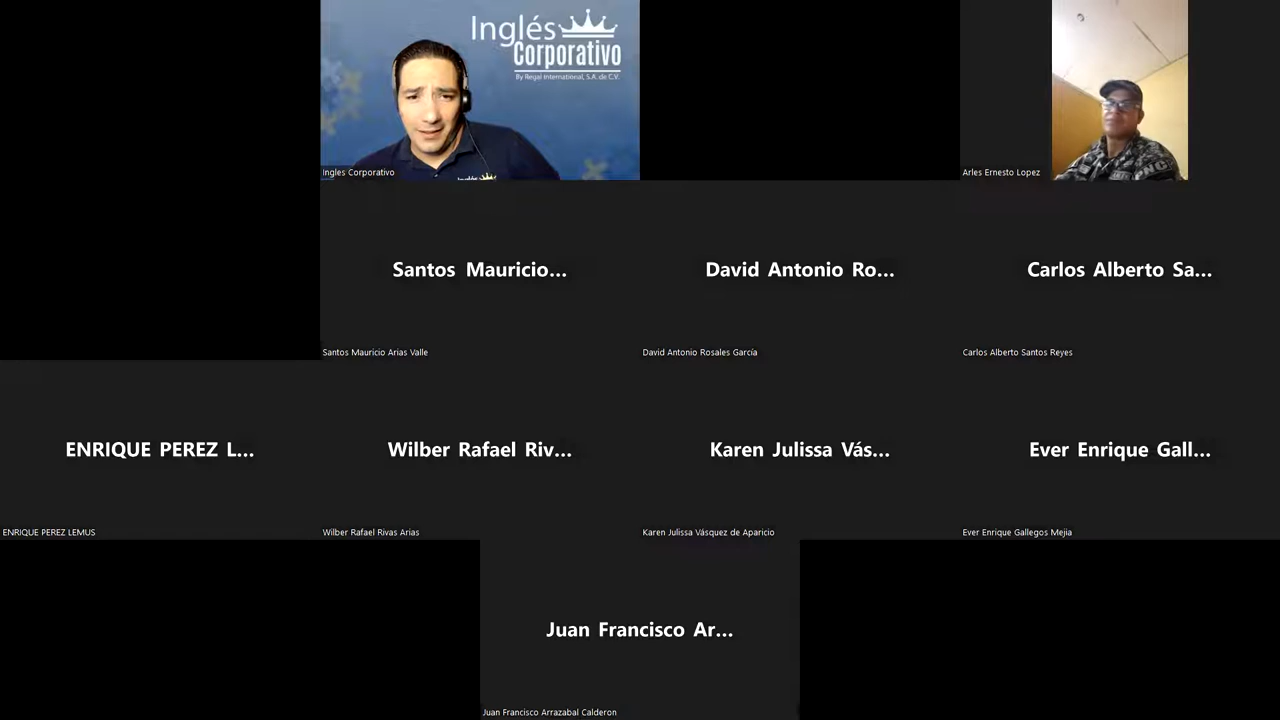 Inglés
Corporativo
By Regal International, S.A. de C.V.
Ingles Corporativo
Arles Ernesto Lopez
Santos Mauricio...
David Antonio Ro...
Carlos Alberto Sa...
Santos Mauricio Arias Valle
David Antonio Rosales García
Carlos Alberto Santos Reyes
ENRIQUE PEREZ L...
Wilber Rafael Riv...
Karen Julissa Vás...
Ever Enrique Gall...
ENRIQUE PEREZ LEMUS
Wilber Rafael Rivas Arias
Karen Julissa Vásquez de Aparicio
Ever Enrique Gallegos Mejia
Juan Francisco Ar...
Juan Francisco Arrazabal Calderon